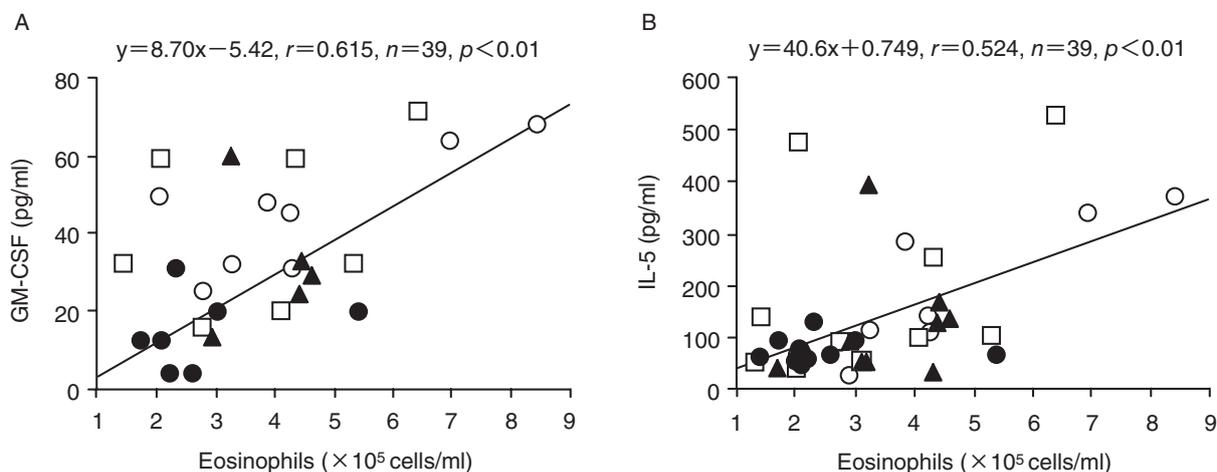 A
y=8.70x−5.42, r=0.615, n=39, p<0.01
80
60
40
20
0
GM-CSF (pg/ml)
1 2 3 4 5 6 7 8 9
Eosinophils (×10⁵ cells/ml)
B
y=40.6x+0.749, r=0.524, n=39, p<0.01
600
500
400
300
200
100
0
IL-5 (pg/ml)
1 2 3 4 5 6 7 8 9
Eosinophils (×10⁵ cells/ml)